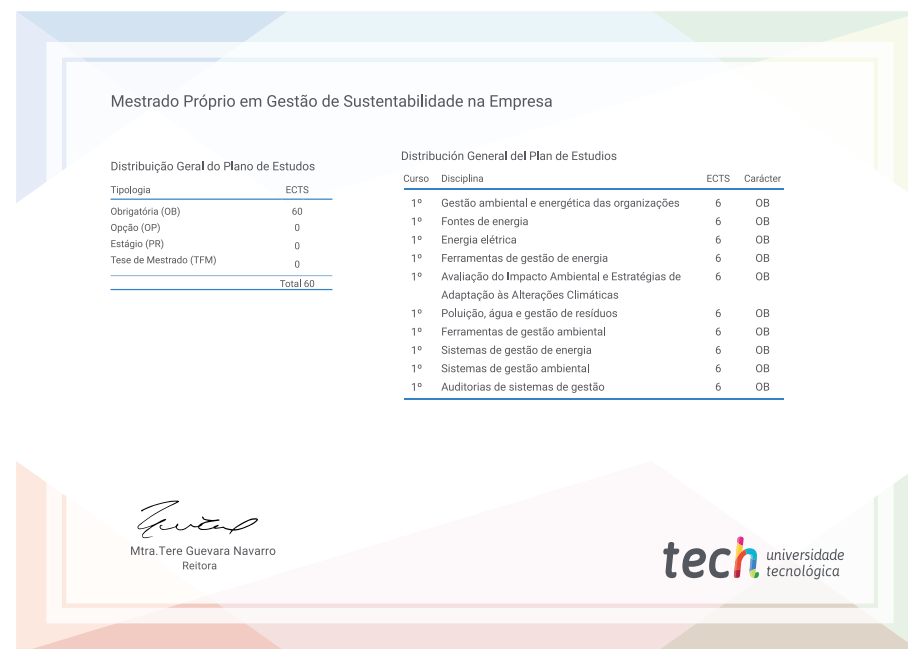 Mestrado Próprio em Gestão de Sustentabilidade na Empresa
Distribuição Geral do Plano de Estudos
Tipologia ECTS
Obrigatória (OB) 60
Opção (OP) 0
Estágio (PR) 0
Tese de Mestrado (TFM) 0
Total 60
Distribución General del Plan de Estudios
Curso Disciplina ECTS Carácter
1º Gestão ambiental e energética das organizações 6 OB
1º Fontes de energia 6 OB
1º Energia elétrica 6 OB
1º Ferramentas de gestão de energia 6 OB
1º Avaliação do Impacto Ambiental e Estratégias de 6 OB
Adaptação às Alterações Climáticas
1º Poluição, água e gestão de resíduos 6 OB
1º Ferramentas de gestão ambiental 6 OB
1º Sistemas de gestão de energia 6 OB
1º Sistemas de gestão ambiental 6 OB
1º Auditorias de sistemas de gestão 6 OB
Mtra.Tere Guevara Navarro
Reitora
tech universidade
tecnológica